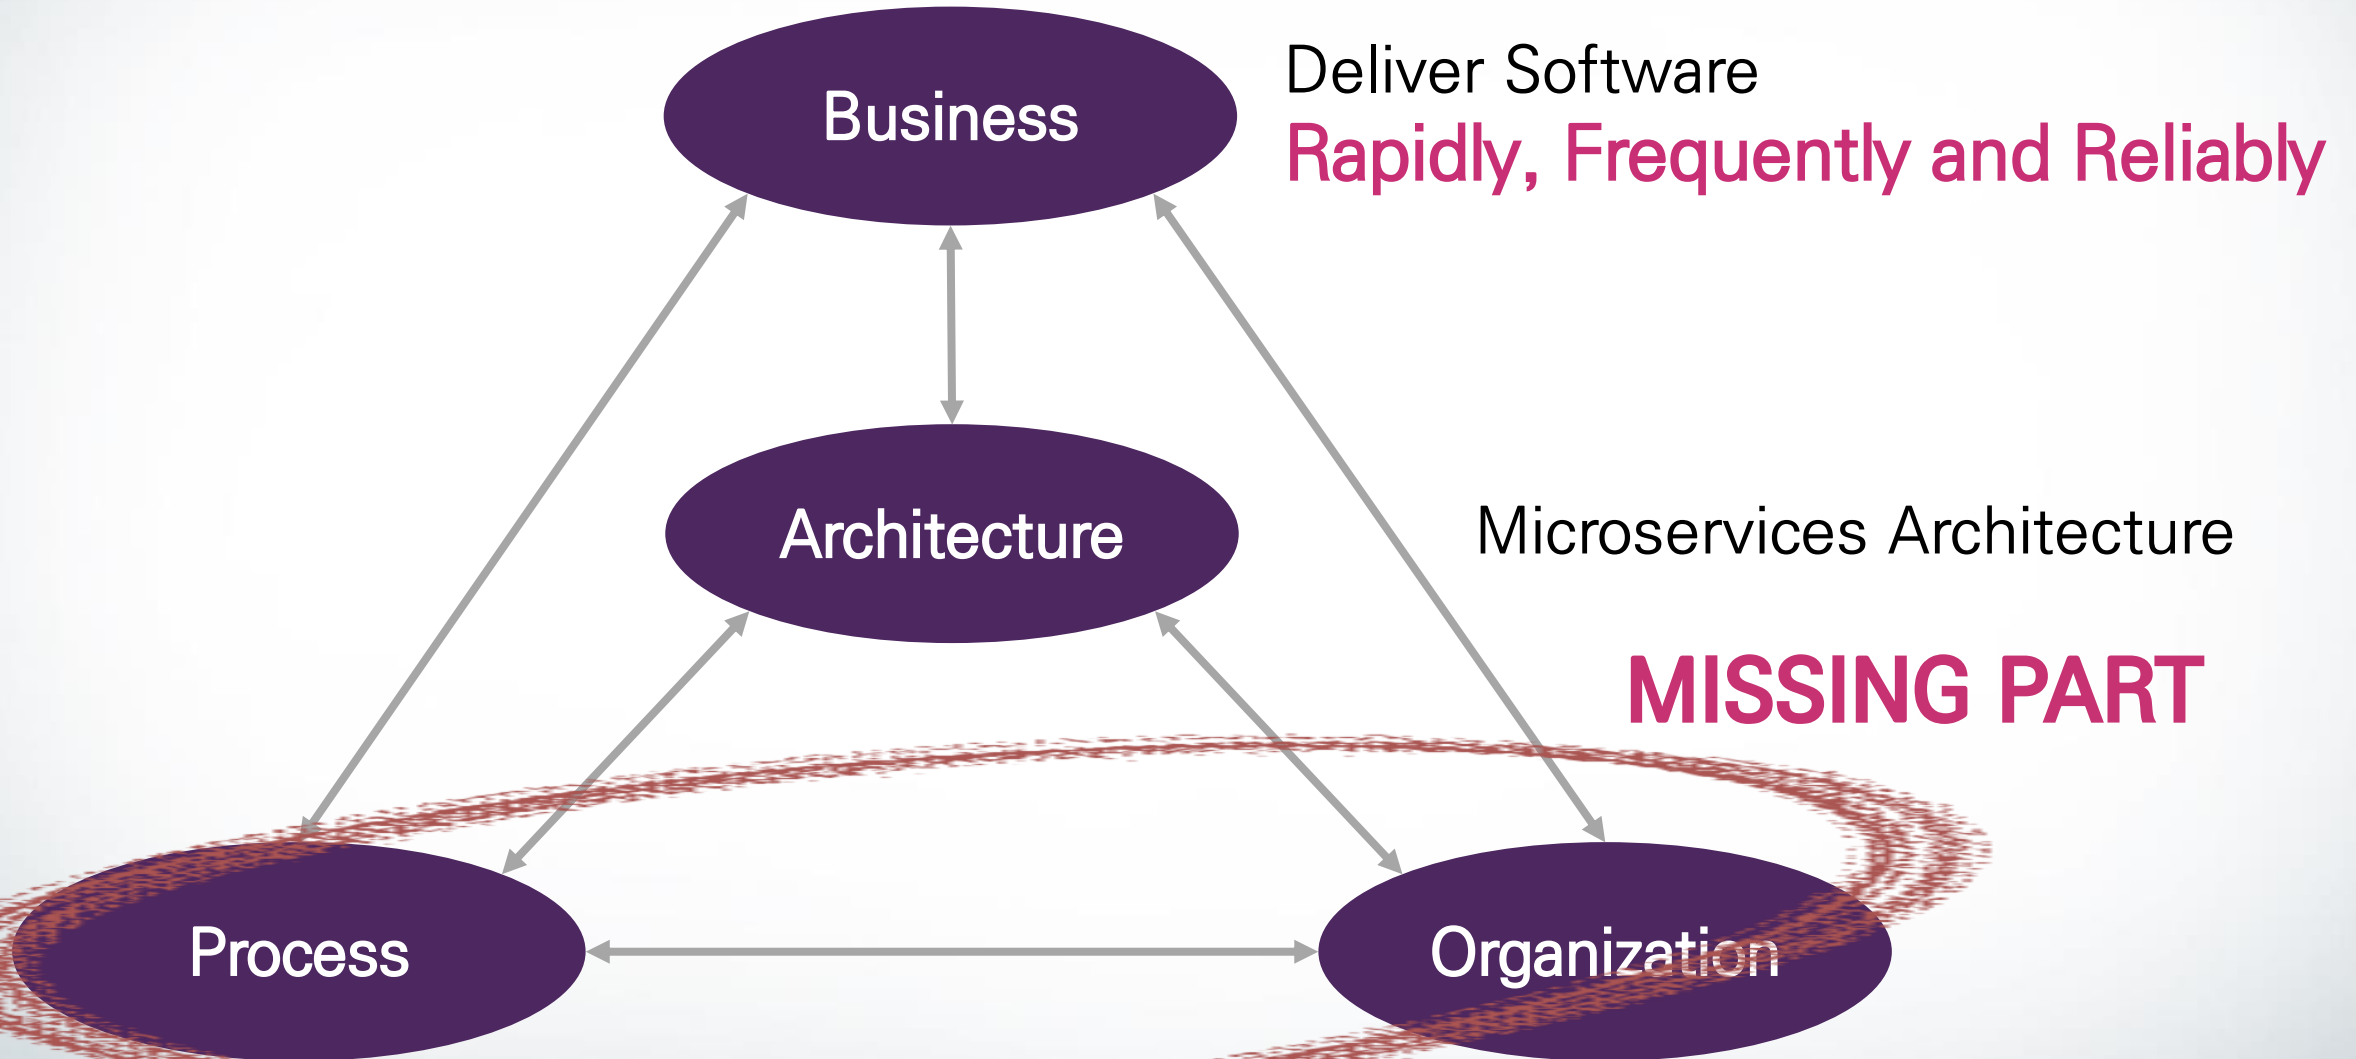 Business
Deliver Software
Rapidly, Frequently and Reliably
Architecture
Microservices Architecture
MISSING PART
Process
Organization